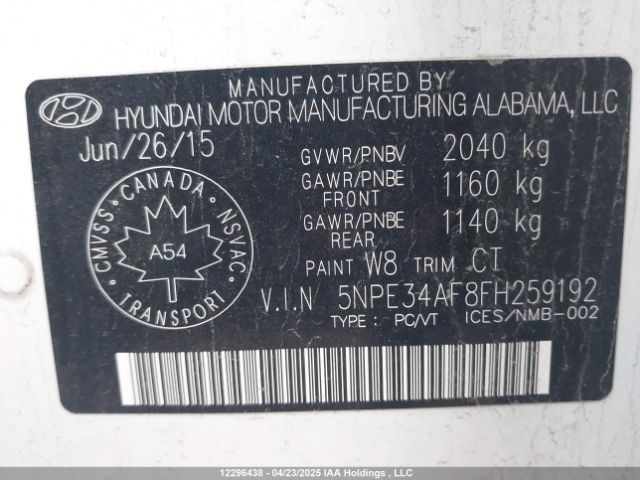 MANUFACTURED BY
HYUNDAI MOTOR MANUFACTURING ALABAMA, LLC
Jun/26/15
GVWR/PNBV 2040 kg
GAWR/PNBE FRONT 1160 kg
GAWR/PNBE REAR 1140 kg
CANADA
CMVSS · NSVAC
A54
TRANSPORT
PAINT W8 TRIM CT
V.I.N 5NPE34AF8FH259192
TYPE : PC/VT ICES/NMB-002
12296438 - 04/23/2025 IAA Holdings , LLC